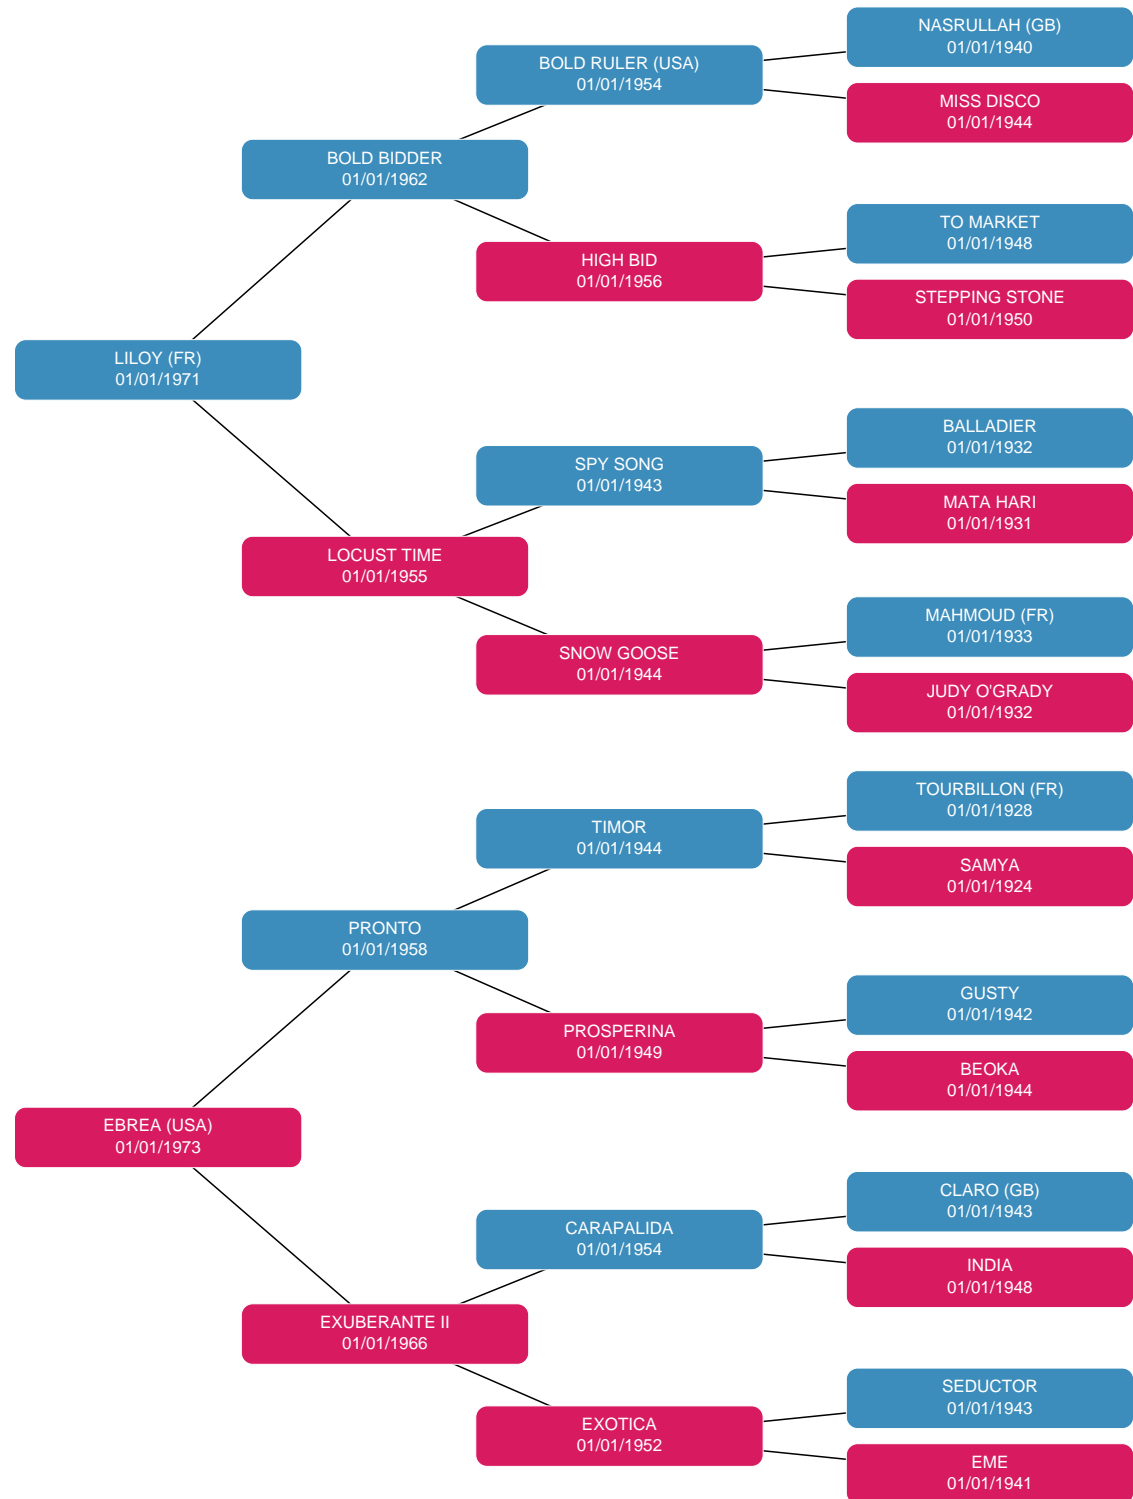 NASRULLAH (GB)
01/01/1940
BOLD RULER (USA)
01/01/1954
MISS DISCO
01/01/1944
BOLD BIDDER
01/01/1962
TO MARKET
01/01/1948
HIGH BID
01/01/1956
STEPPING STONE
01/01/1950
LILOY (FR)
01/01/1971
BALLADIER
01/01/1932
SPY SONG
01/01/1943
MATA HARI
01/01/1931
LOCUST TIME
01/01/1955
MAHMOUD (FR)
01/01/1933
SNOW GOOSE
01/01/1944
JUDY O'GRADY
01/01/1932
TOURBILLON (FR)
01/01/1928
TIMOR
01/01/1944
SAMYA
01/01/1924
PRONTO
01/01/1958
GUSTY
01/01/1942
PROSPERINA
01/01/1949
BEOKA
01/01/1944
EBREA (USA)
01/01/1973
CLARO (GB)
01/01/1943
CARAPALIDA
01/01/1954
INDIA
01/01/1948
EXUBERANTE II
01/01/1966
SEDUCTOR
01/01/1943
EXOTICA
01/01/1952
EME
01/01/1941